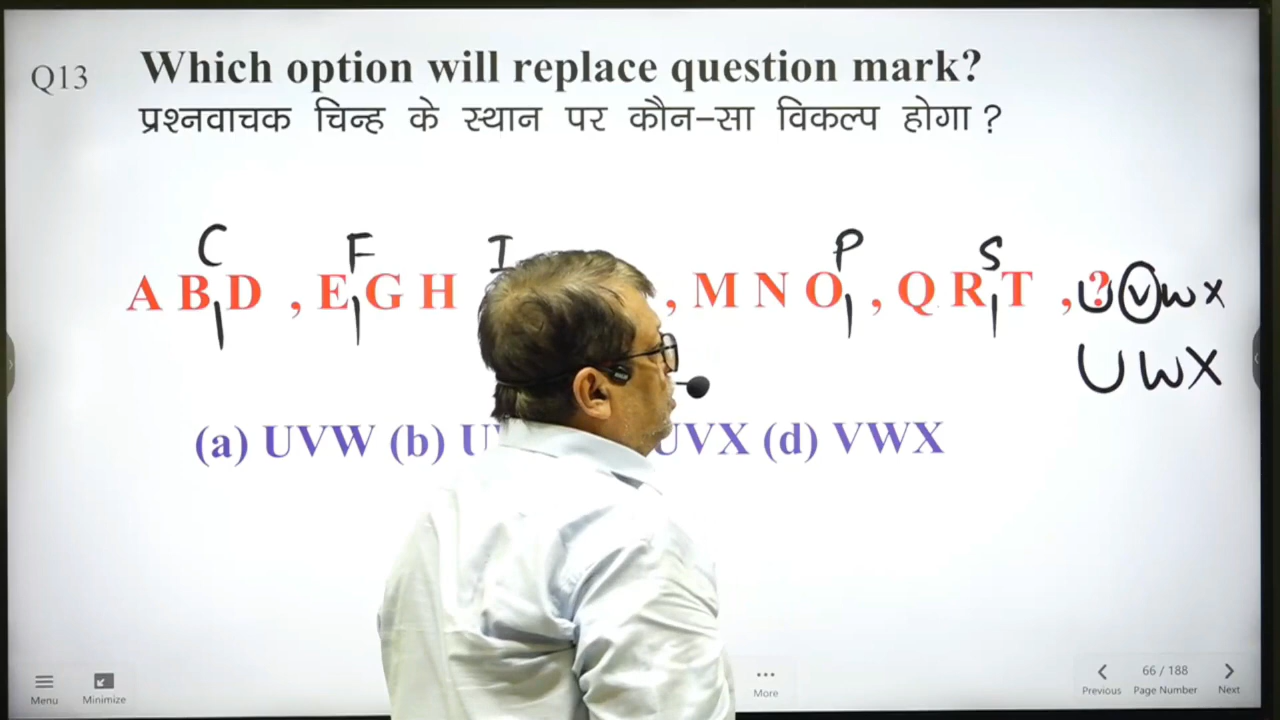 Q13 Which option will replace question mark?
प्रश्नवाचक चिन्ह के स्थान पर कौन-सा विकल्प होगा ?
C F I P S
A B D , E G H , M N O , Q R T , ? U V W X
U W X
(a) UVW (b) UVX (d) VWX
Menu Minimize More Previous 66 / 188 Page Number Next